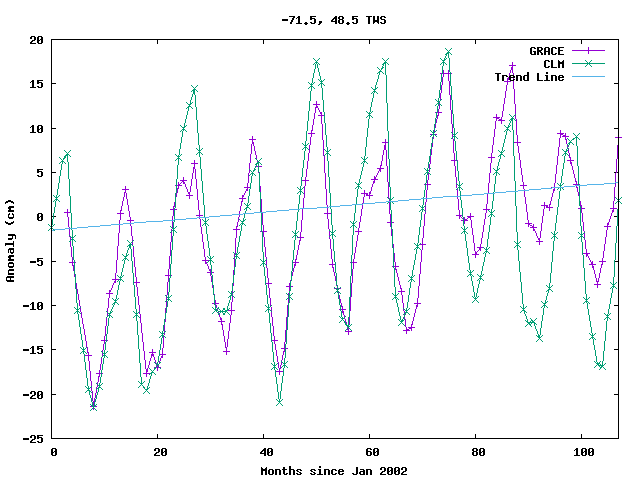 -71.5, 48.5 TWS
GRACE
CLM
Trend Line
20
15
10
5
0
-5
-10
-15
-20
-25
Anomaly (cm)
0 20 40 60 80 100
Months since Jan 2002